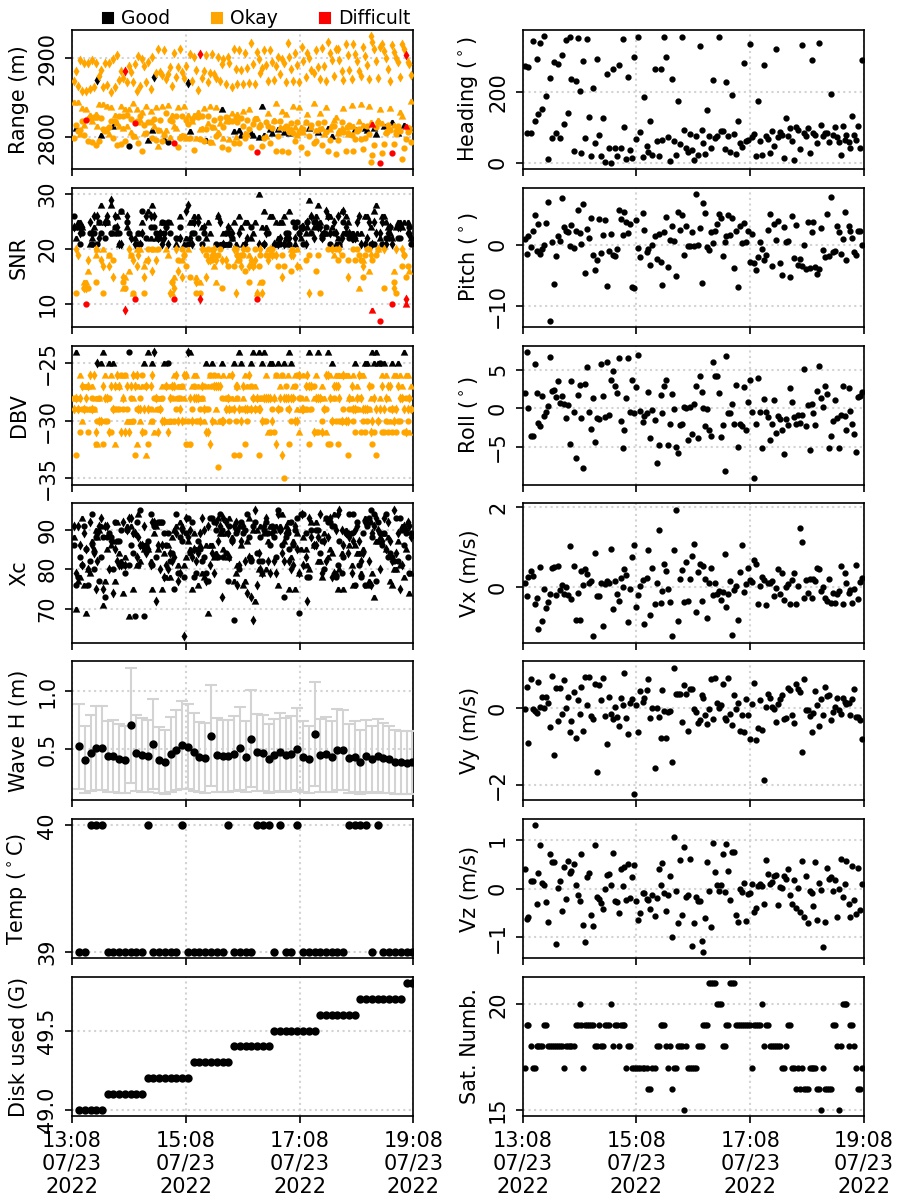 Good Okay Difficult
Range (m)
2900
2800
Heading (°)
200
0
SNR
30
20
10
Pitch (°)
0
−10
DBV
−25
−30
−35
Roll (°)
5
0
−5
Xc
90
80
70
Vx (m/s)
2
0
Wave H (m)
1.0
0.5
Vy (m/s)
0
−2
Temp (°C)
40
39
Vz (m/s)
1
0
−1
Disk used (G)
49.5
49.0
Sat. Numb.
20
15
13:08 15:08 17:08 19:08
07/23 07/23 07/23 07/23
2022 2022 2022 2022
13:08 15:08 17:08 19:08
07/23 07/23 07/23 07/23
2022 2022 2022 2022